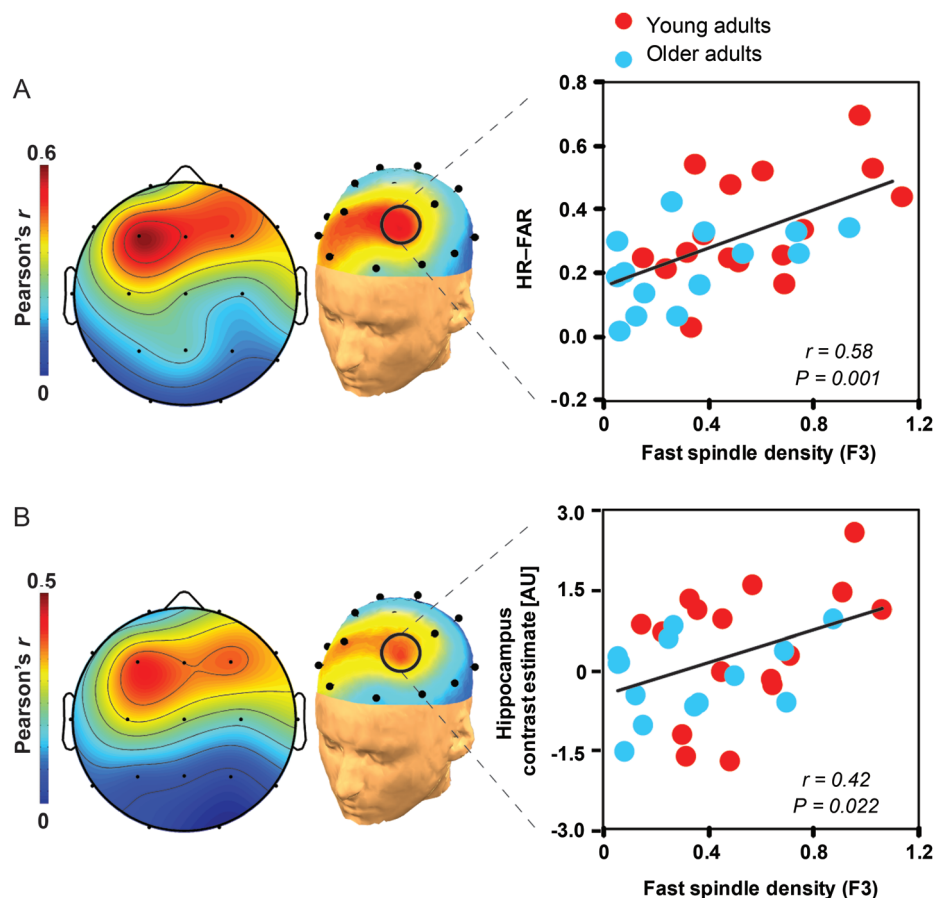 Young adults
Older adults
A
0.6
Pearson's r
0
0.8
0.6
0.4
0.2
0.0
-0.2
HR–FAR
r = 0.58
P = 0.001
0
0.4
0.8
1.2
Fast spindle density (F3)
B
0.5
Pearson's r
0
3.0
1.5
0
-1.5
-3.0
Hippocampus
contrast estimate [AU]
r = 0.42
P = 0.022
0
0.4
0.8
1.2
Fast spindle density (F3)